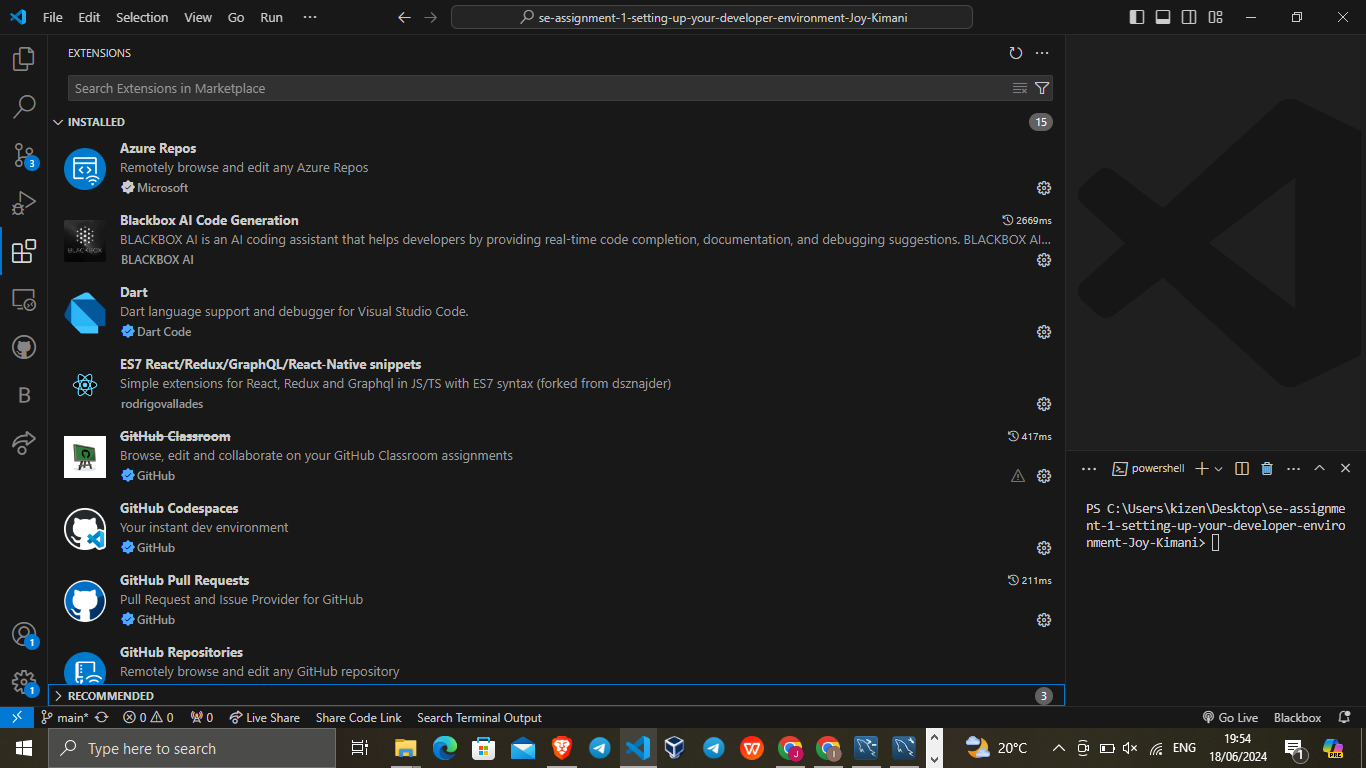 File Edit Selection View Go Run ···
se-assignment-1-setting-up-your-developer-environment-Joy-Kimani
EXTENSIONS
Search Extensions in Marketplace
INSTALLED 15
Azure Repos
Remotely browse and edit any Azure Repos
Microsoft
Blackbox AI Code Generation 2669ms
BLACKBOX AI is an AI coding assistant that helps developers by providing real-time code completion, documentation, and debugging suggestions. BLACKBOX AI...
BLACKBOX
BLACKBOX AI
Dart
Dart language support and debugger for Visual Studio Code.
Dart Code
ES7 React/Redux/GraphQL/React-Native snippets
Simple extensions for React, Redux and Graphql in JS/TS with ES7 syntax (forked from dsznajder)
rodrigovallades
GitHub Classroom 417ms
Browse, edit and collaborate on your GitHub Classroom assignments
GitHub
GitHub Codespaces
Your instant dev environment
GitHub
GitHub Pull Requests 211ms
Pull Request and Issue Provider for GitHub
GitHub
GitHub Repositories
Remotely browse and edit any GitHub repository
RECOMMENDED 3
3
B
1
1
powershell
PS C:\Users\kizen\Desktop\se-assignme
nt-1-setting-up-your-developer-enviro
nment-Joy-Kimani>
main* 0 0 0 Live Share Share Code Link Search Terminal Output Go Live Blackbox
Type here to search
J
I
20°C
ENG
19:54
18/06/2024
1
PRE